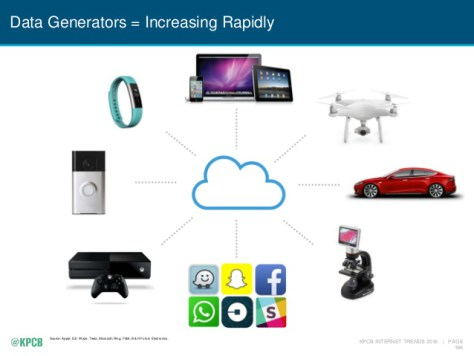 Data Generators = Increasing Rapidly
@KPCB
KPCB INTERNET TRENDS 2016 | PAGE